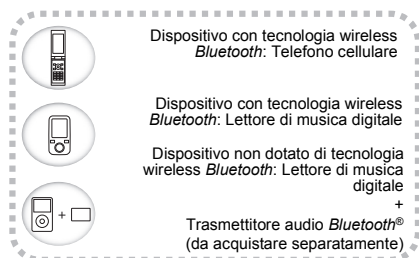 Dispositivo con tecnologia wireless
Bluetooth: Telefono cellulare
Dispositivo con tecnologia wireless
Bluetooth: Lettore di musica digitale
Dispositivo non dotato di tecnologia
wireless Bluetooth: Lettore di musica
digitale
+
+
Trasmettitore audio Bluetooth®
(da acquistare separatamente)